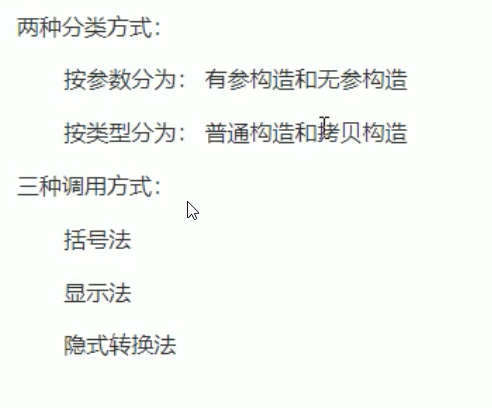 两种分类方式：
按参数分为： 有参构造和无参构造
按类型分为： 普通构造和拷贝构造
三种调用方式：
括号法
显示法
隐式转换法